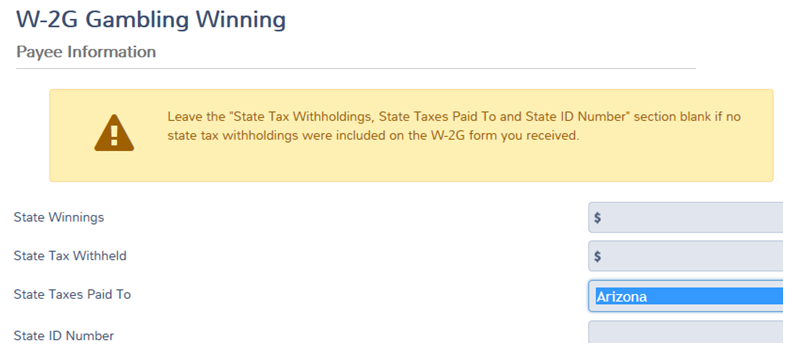 W-2G Gambling Winning
Payee Information
Leave the "State Tax Withholdings, State Taxes Paid To and State ID Number" section blank if no
state tax withholdings were included on the W-2G form you received.
State Winnings
$
State Tax Withheld
$
State Taxes Paid To
Arizona
State ID Number